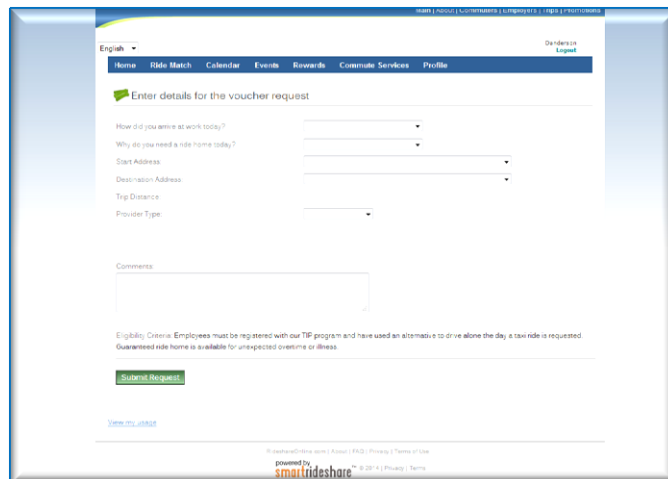 Main | About | Commuters | Employers | Trips | Promotions
English
Danderson
Logout
Home Ride Match Calendar Events Rewards Commute Services Profile
Enter details for the voucher request
How did you arrive at work today?
Why do you need a ride home today?
Start Address:
Destination Address:
Trip Distance:
Provider Type:
Comments:
Eligibility Criteria: Employees must be registered with our TIP program and have used an alternative to drive alone the day a taxi ride is requested.
Guaranteed ride home is available for unexpected overtime or illness.
Submit Request
View my usage
RideshareOnline.com | About | FAQ | Privacy | Terms of Use
powered by
smartrideshare™ © 2014 | Privacy | Terms